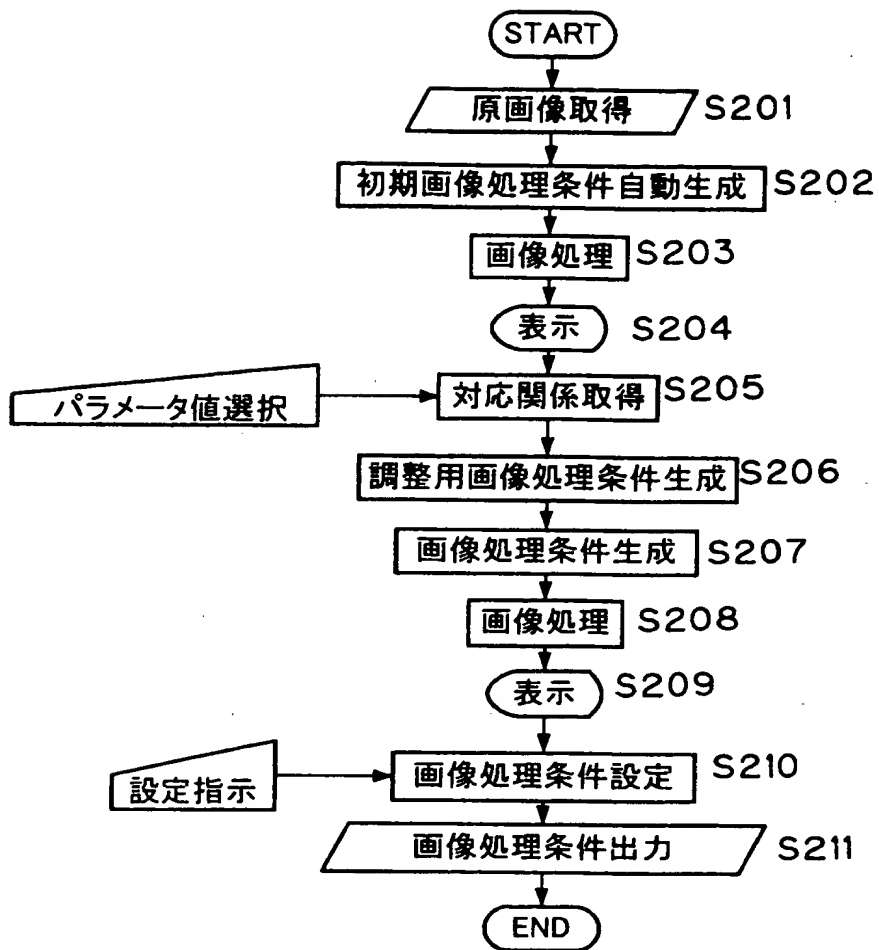 START
原画像取得 S201
初期画像処理条件自動生成 S202
画像処理 S203
表示 S204
パラメータ値選択
対応関係取得 S205
調整用画像処理条件生成 S206
画像処理条件生成 S207
画像処理 S208
表示 S209
設定指示
画像処理条件設定 S210
画像処理条件出力 S211
END